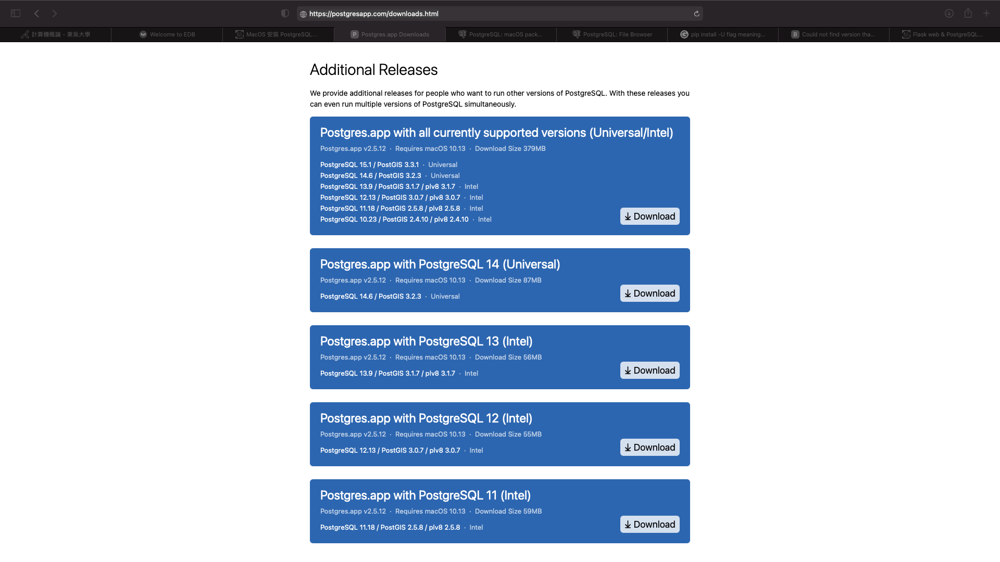 https://postgresapp.com/downloads.html
計算機概論 - 東吳大學
Welcome to EDB
MacOS 安裝 PostgreSQL...
Postgres.app Downloads
PostgreSQL: macOS pack...
PostgreSQL: File Browser
pip install -U flag meaning...
Could not find version tha...
Flask web & PostgreSQL...
Additional Releases
We provide additional releases for people who want to run other versions of PostgreSQL. With these releases you
can even run multiple versions of PostgreSQL simultaneously.
Postgres.app with all currently supported versions (Universal/Intel)
Postgres.app v2.5.12 · Requires macOS 10.13 · Download Size 379MB
PostgreSQL 15.1 / PostGIS 3.3.1 · Universal
PostgreSQL 14.6 / PostGIS 3.2.3 · Universal
PostgreSQL 13.9 / PostGIS 3.1.7 / plv8 3.1.7 · Intel
PostgreSQL 12.13 / PostGIS 3.0.7 / plv8 3.0.7 · Intel
PostgreSQL 11.18 / PostGIS 2.5.8 / plv8 2.5.8 · Intel
PostgreSQL 10.23 / PostGIS 2.4.10 / plv8 2.4.10 · Intel
Download
Postgres.app with PostgreSQL 14 (Universal)
Postgres.app v2.5.12 · Requires macOS 10.13 · Download Size 87MB
PostgreSQL 14.6 / PostGIS 3.2.3 · Universal
Download
Postgres.app with PostgreSQL 13 (Intel)
Postgres.app v2.5.12 · Requires macOS 10.13 · Download Size 56MB
PostgreSQL 13.9 / PostGIS 3.1.7 / plv8 3.1.7 · Intel
Download
Postgres.app with PostgreSQL 12 (Intel)
Postgres.app v2.5.12 · Requires macOS 10.13 · Download Size 55MB
PostgreSQL 12.13 / PostGIS 3.0.7 / plv8 3.0.7 · Intel
Download
Postgres.app with PostgreSQL 11 (Intel)
Postgres.app v2.5.12 · Requires macOS 10.13 · Download Size 59MB
PostgreSQL 11.18 / PostGIS 2.5.8 / plv8 2.5.8 · Intel
Download